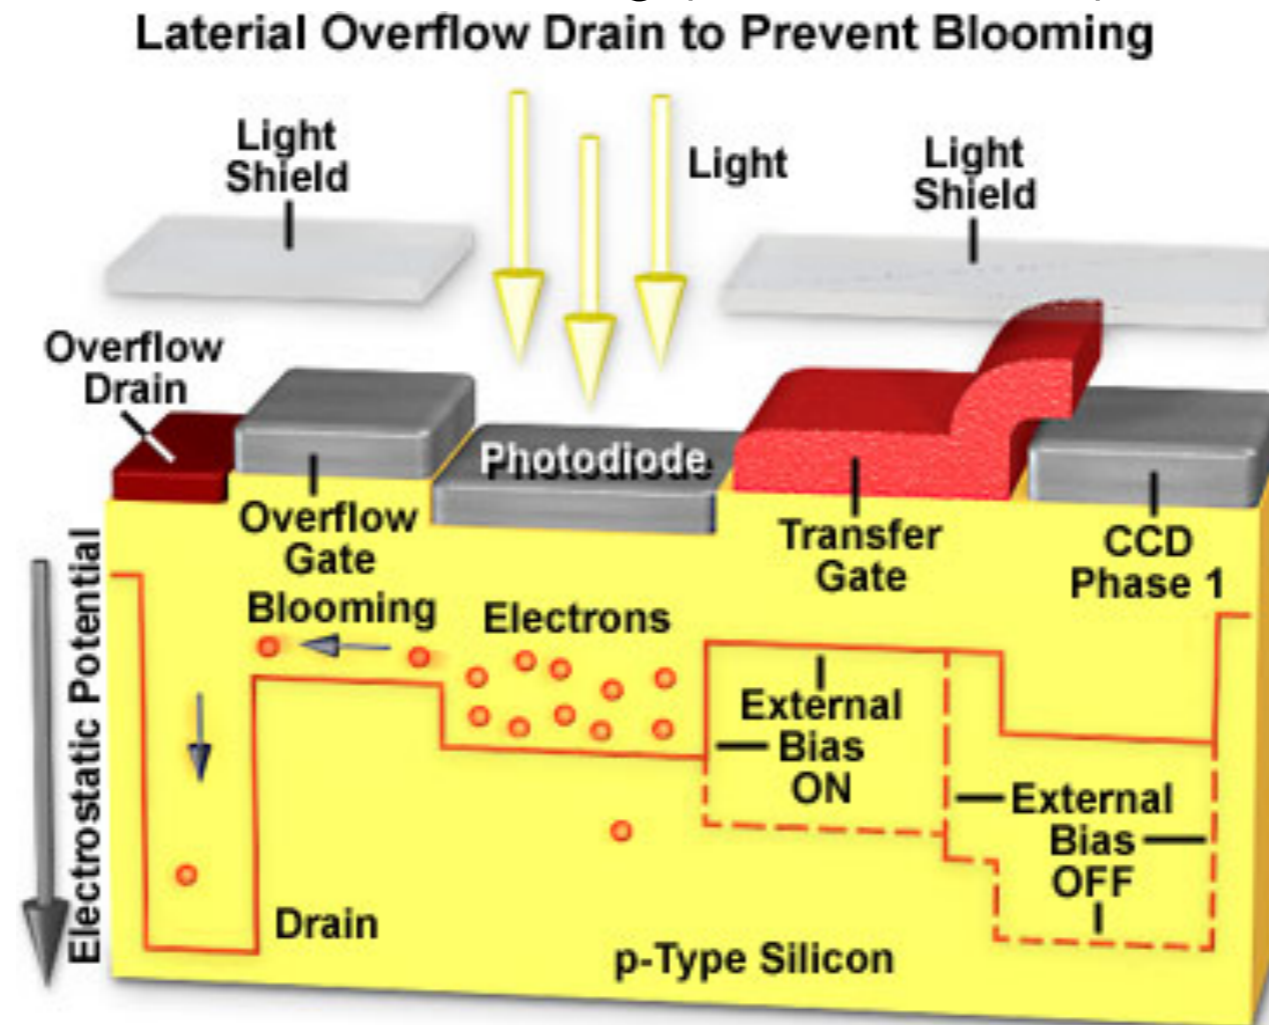 Laterial Overflow Drain to Prevent Blooming
Light
Shield
Light
Light
Shield
Overflow
Drain
Photodiode
Overflow
Gate
Transfer
Gate
CCD
Phase 1
Electrostatic Potential
Blooming
Electrons
External
Bias
ON
External
Bias
OFF
Drain
p-Type Silicon